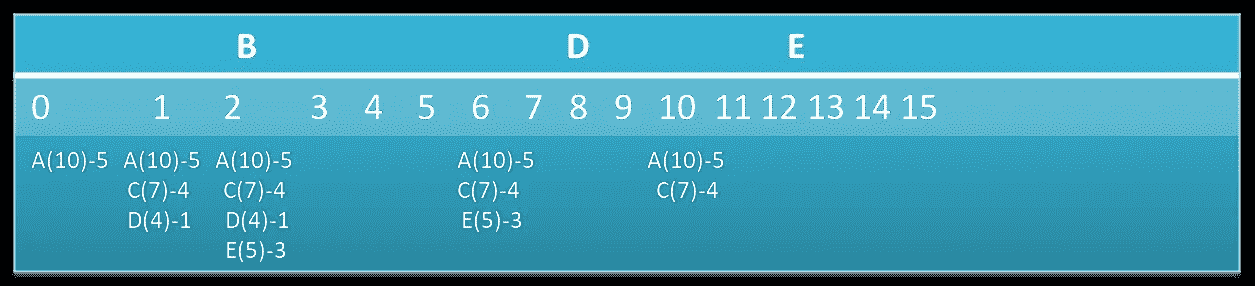 B D E
0 1 2 3 4 5 6 7 8 9 10 11 12 13 14 15
A(10)-5 A(10)-5 A(10)-5 A(10)-5 A(10)-5
C(7)-4 C(7)-4 C(7)-4 C(7)-4
D(4)-1 D(4)-1 E(5)-3
E(5)-3